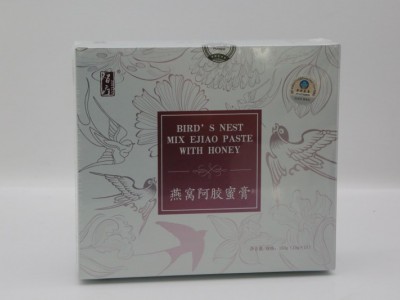 BIRD'S NEST
MIX EJIAO PASTE
WITH HONEY
燕窝阿胶蜜膏